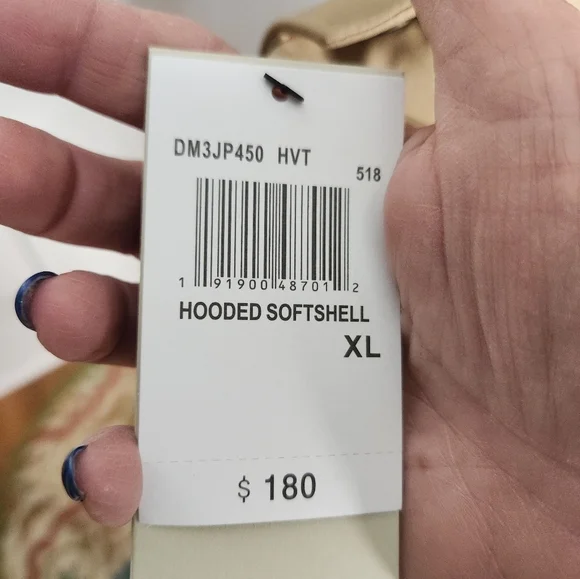 DM3JP450 HVT
518
1 91900 48701 2
HOODED SOFTSHELL
XL
$ 180